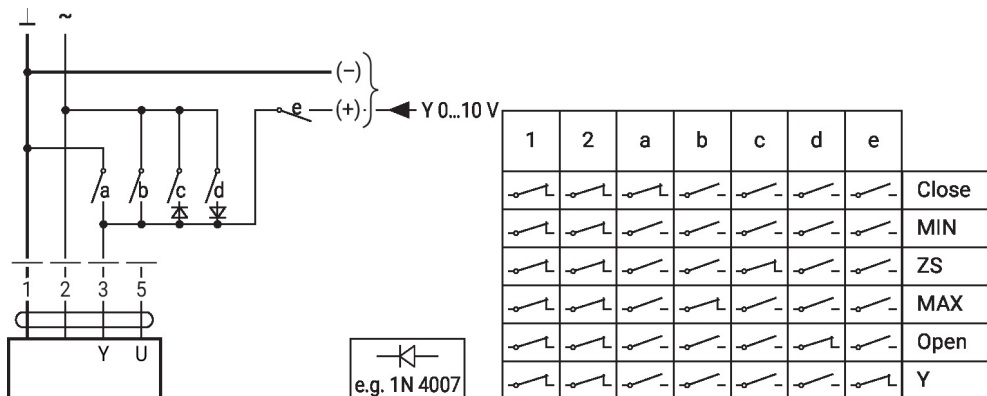 ⊥ ~
(–)
e (+) Y 0...10 V
a b c d
1 2 3 5
Y U
e.g. 1N 4007
1 2 a b c d e
Close
MIN
ZS
MAX
Open
Y